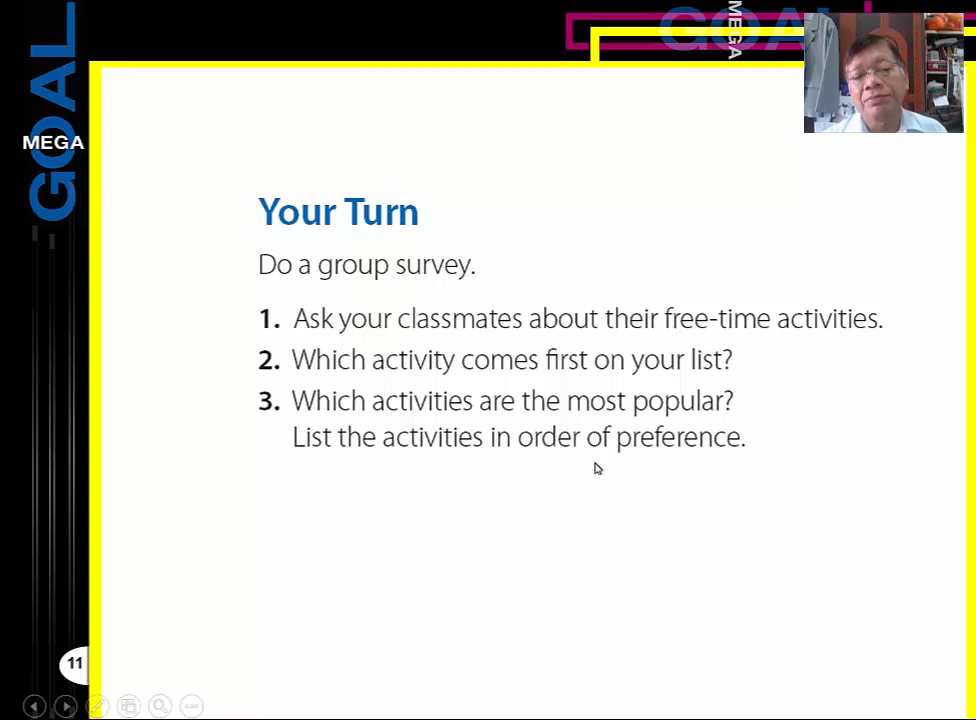 GOAL
MEGA
GOAL
MEGA
Your Turn
Do a group survey.
1. Ask your classmates about their free-time activities.
2. Which activity comes first on your list?
3. Which activities are the most popular?
List the activities in order of preference.
11